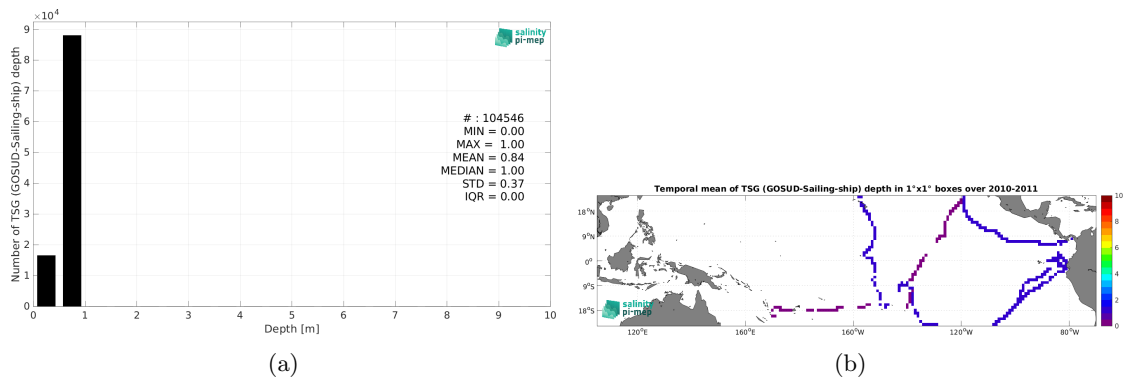 ×10⁴
9
8
7
6
5
4
3
2
1
0
Number of TSG (GOSUD-Sailing-ship) depth
salinity
pi-mep
# : 104546
MIN = 0.00
MAX = 1.00
MEAN = 0.84
MEDIAN = 1.00
STD = 0.37
IQR = 0.00
0 1 2 3 4 5 6 7 8 9 10
Depth [m]
(a)
Temporal mean of TSG (GOSUD-Sailing-ship) depth in 1°x1° boxes over 2010-2011
18°N
9°N
0°
9°S
18°S
salinity
pi-mep
120°E 160°E 160°W 120°W 80°W
10
8
6
4
2
0
(b)